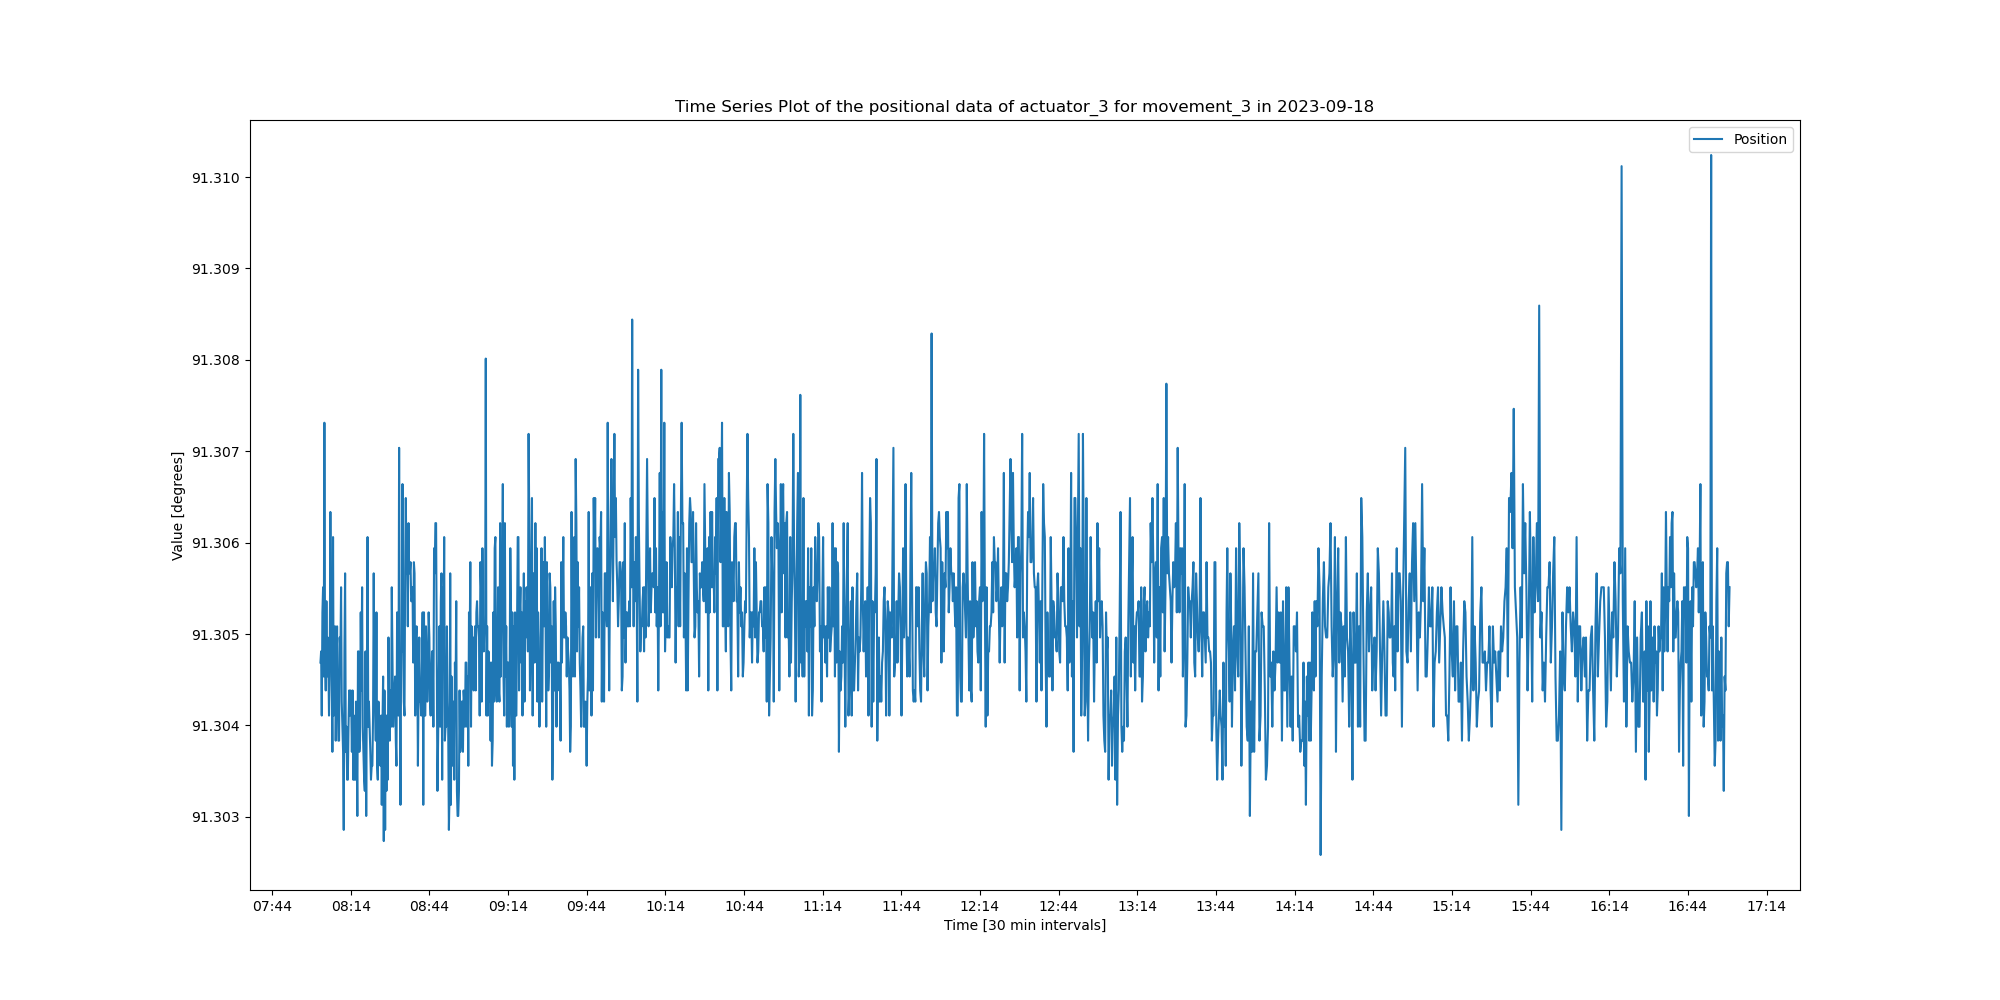 Time Series Plot of the positional data of actuator_3 for movement_3 in 2023-09-18
Position
91.310
91.309
91.308
91.307
91.306
91.305
91.304
91.303
Value [degrees]
07:44 08:14 08:44 09:14 09:44 10:14 10:44 11:14 11:44 12:14 12:44 13:14 13:44 14:14 14:44 15:14 15:44 16:14 16:44 17:14
Time [30 min intervals]